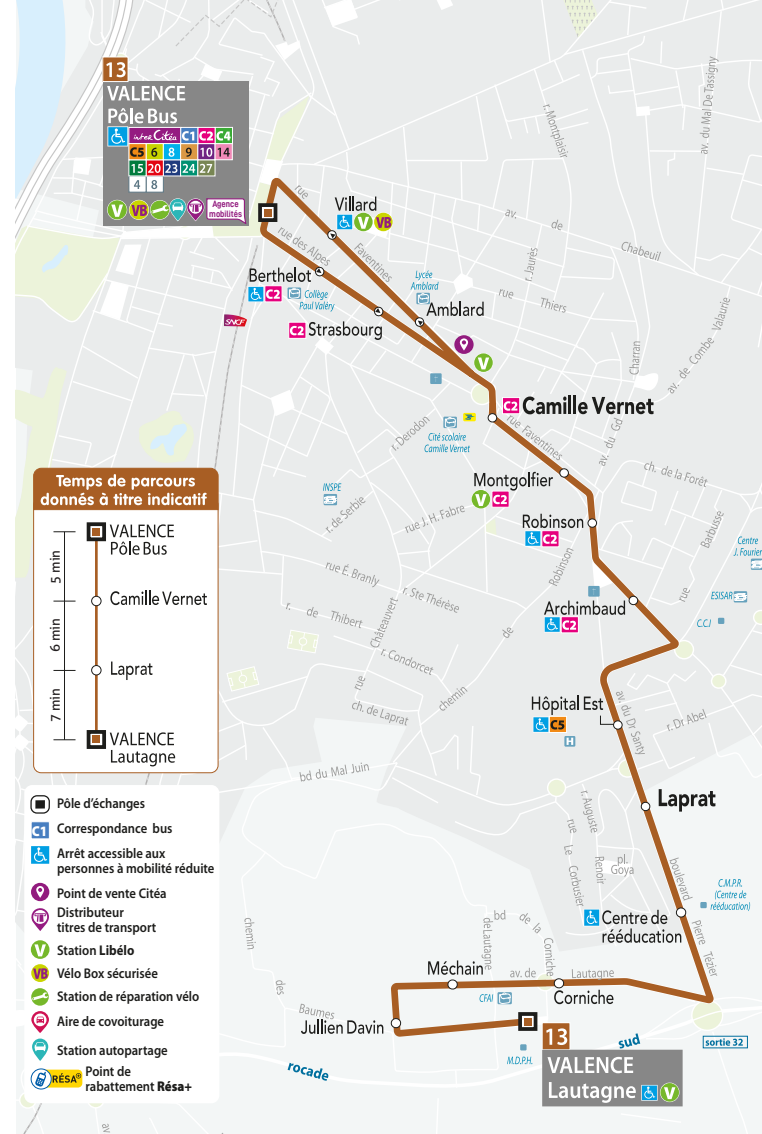 13
VALENCE
Pôle Bus
interCitéa C1 C2 C4
C5 6 8 9 10 14
15 20 23 24 27
4 8
V VB
Agence
mobilités
r. Montplaisir
av. du Mal De Tassigny
rue
Faventines
Villard
V VB
av. de
Chabeuil
rue des Alpes
Berthelot
C2
Collège
Paul Valéry
Lycée
Amblard
r. Jaurès
rue
Thiers
SNCF
C2 Strasbourg
Amblard
V
Charran
av. de Combe Valaurie
C2 Camille Vernet
r. Derodon
Cité scolaire
Camille Vernet
rue Faventines
av. du Gd
ch. de la Forêt
Montgolfier
V C2
INSPE
r. de Serbie
rue J. H. Fabre
Robinson
C2
Barbusse
rue
Centre
J. Fourier
rue É. Branly
Robinson
de
chemin
ESISAR
r. de Thibert
Châteauvert
rue
r. Ste Thérèse
Archimbaud
C2
C.C.I
r. Condorcet
ch. de Laprat
Hôpital Est
C5
H
av. du Dr Santy
r. Dr Abel
bd du Mal Juin
Laprat
r. Auguste
Renoir
rue
Le Corbusier
pl.
Goya
boulevard
Pierre Tézier
C.M.P.R.
(Centre de
rééducation)
Centre de
rééducation
chemin
des
Baumes
bd
de la
Corniche
de Lautagne
Méchain
av. de
Lautagne
Corniche
CFAI
Jullien Davin
M.D.P.H.
rocade
sud
sortie 32
13
VALENCE
Lautagne V
av.
Temps de parcours
donnés à titre indicatif
VALENCE
Pôle Bus
5 min
Camille Vernet
6 min
Laprat
7 min
VALENCE
Lautagne
Pôle d'échanges
C1 Correspondance bus
Arrêt accessible aux
personnes à mobilité réduite
Point de vente Citéa
Distributeur
titres de transport
V Station Libélo
VB Vélo Box sécurisée
Station de réparation vélo
Aire de covoiturage
Station autopartage
RÉSA® Point de
rabattement Résa+